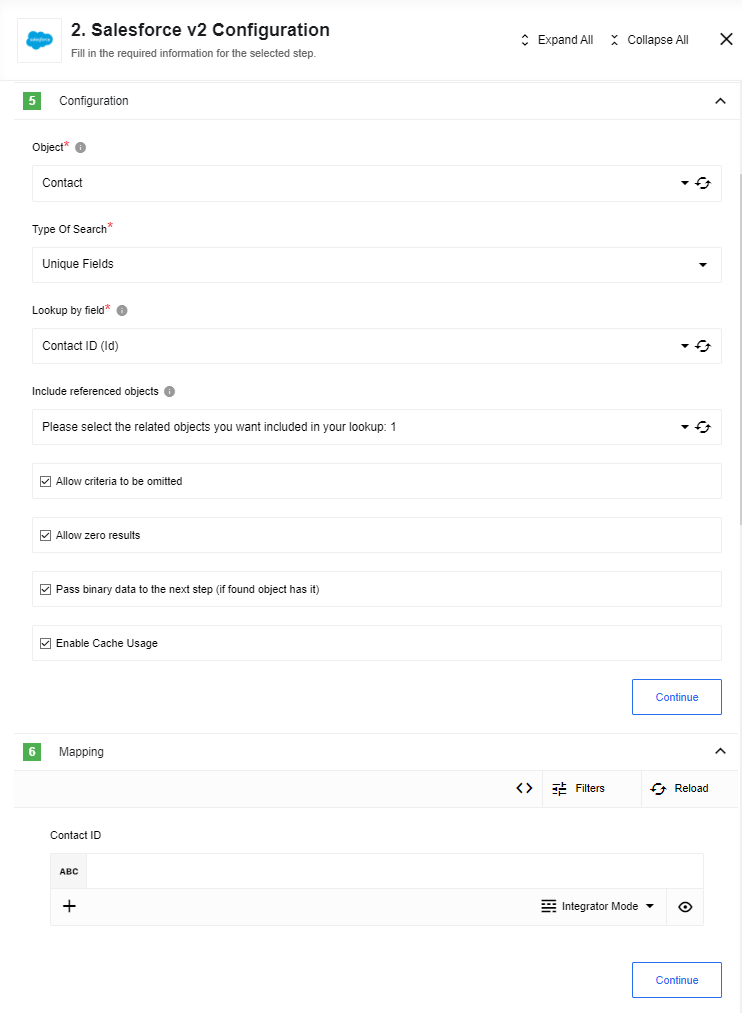 2. Salesforce v2 Configuration
Fill in the required information for the selected step.
Expand All
Collapse All
salesforce
5 Configuration
Object*
Contact
Type Of Search*
Unique Fields
Lookup by field*
Contact ID (Id)
Include referenced objects
Please select the related objects you want included in your lookup: 1
Allow criteria to be omitted
Allow zero results
Pass binary data to the next step (if found object has it)
Enable Cache Usage
Continue
6 Mapping
Filters
Reload
Contact ID
ABC
Integrator Mode
Continue